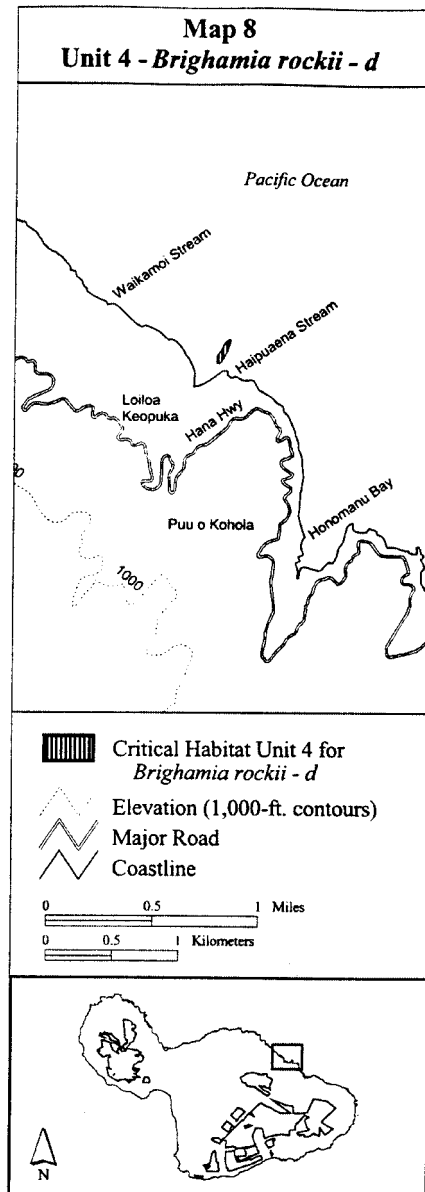 Map 8
Unit 4 - Brighamia rockii - d
Pacific Ocean
Waikamoi Stream
Haipuaena Stream
Loiloa
Keopuka
Hana Hwy
Honomanu Bay
Puu o Kohola
1000
Critical Habitat Unit 4 for
Brighamia rockii - d
Elevation (1,000-ft. contours)
Major Road
Coastline
0 0.5 1 Miles
0 0.5 1 Kilometers
N